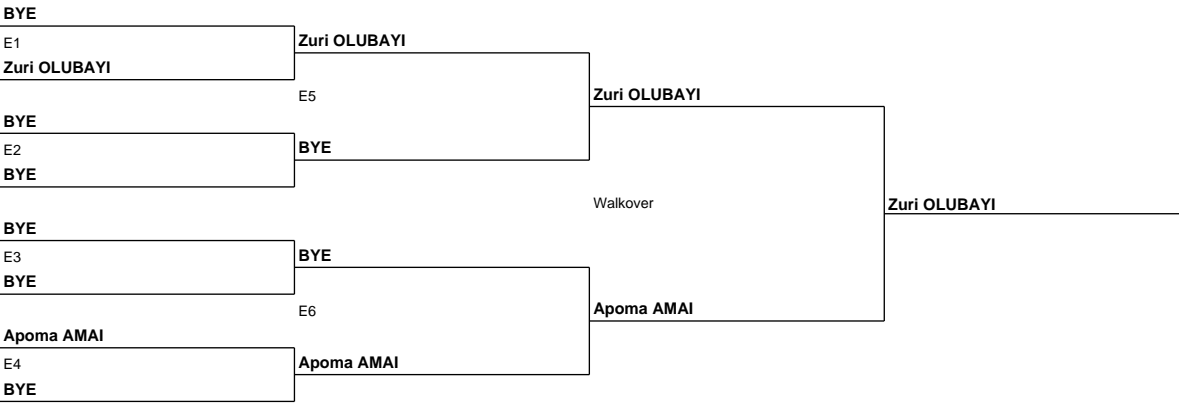 BYE
E1
Zuri OLUBAYI
Zuri OLUBAYI
E5
Zuri OLUBAYI
BYE
E2
BYE
BYE
Walkover
Zuri OLUBAYI
BYE
E3
BYE
BYE
E6
Apoma AMAI
Apoma AMAI
E4
Apoma AMAI
BYE